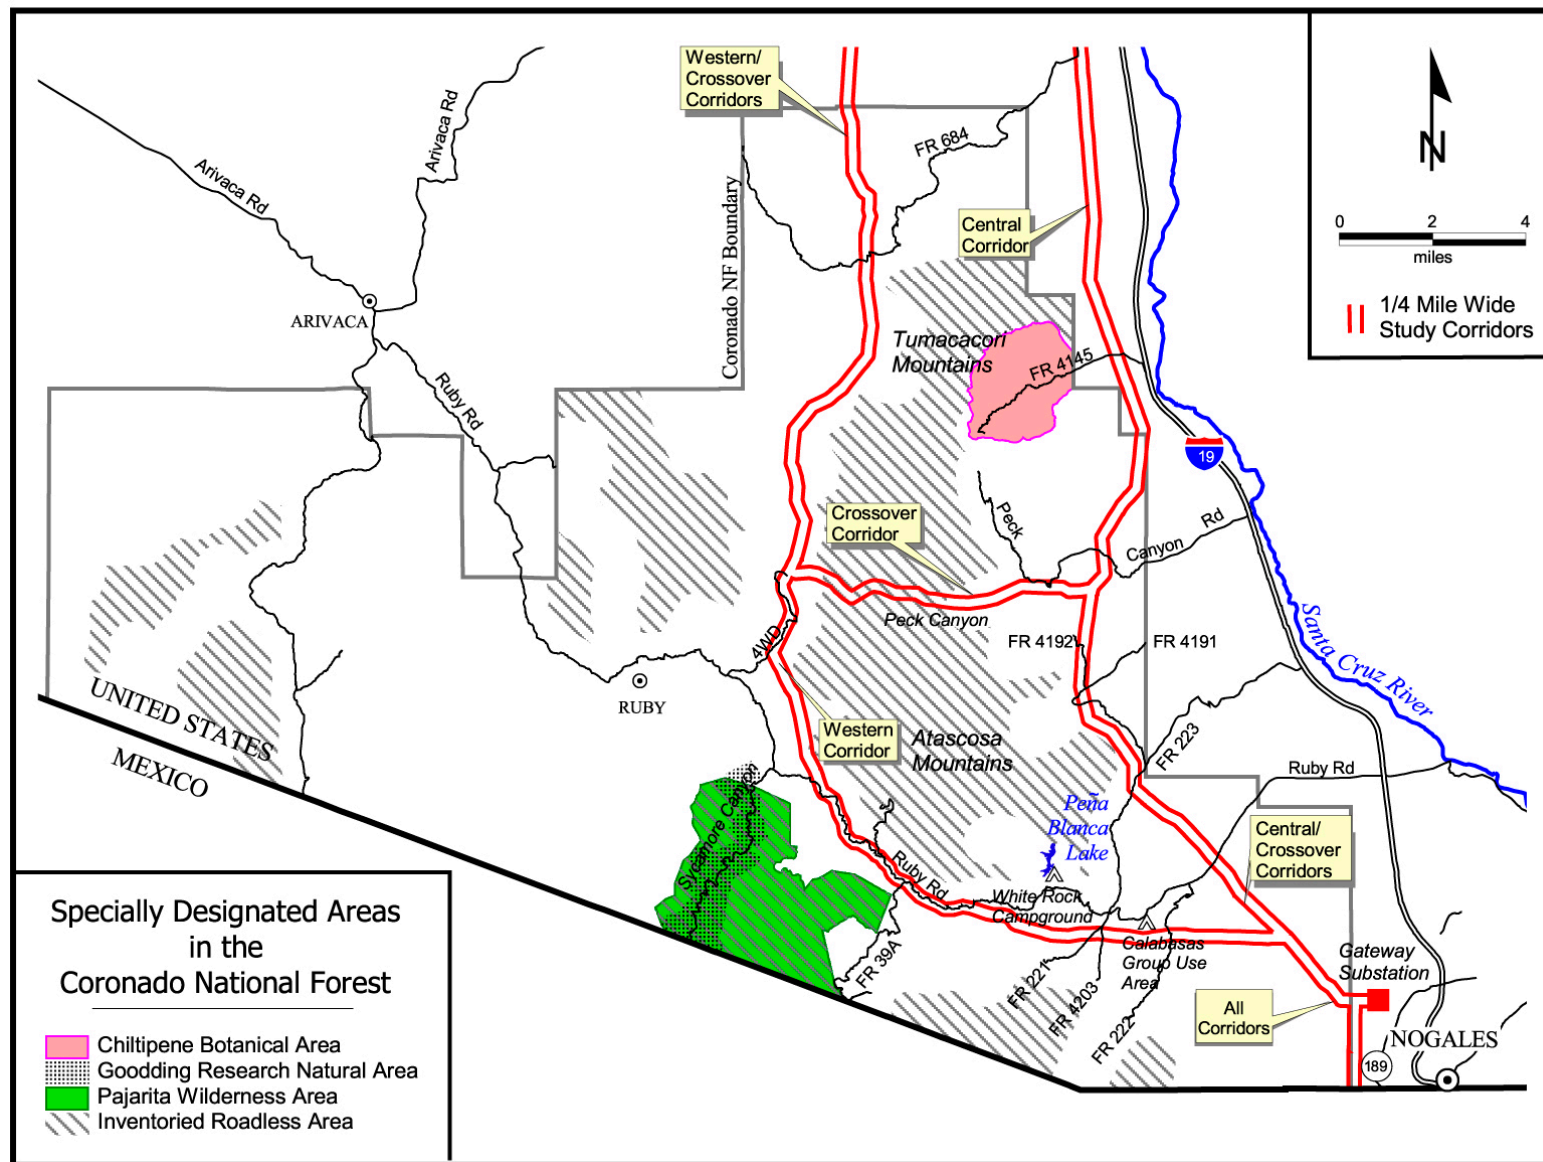 Western/
Crossover
Corridors
Arivaca Rd
Arivaca Rd
FR 684
Coronado NF Boundary
Central
Corridor
N
0 2 4
miles
1/4 Mile Wide
Study Corridors
ARIVACA
Ruby Rd
Tumacacori
Mountains
FR 4145
19
Crossover
Corridor
Peck
Canyon
Rd
Peck Canyon
FR 4192
FR 4191
4WD
Santa Cruz River
RUBY
UNITED STATES
MEXICO
Western
Corridor
Atascosa
Mountains
FR 223
Ruby Rd
Peña
Blanca
Lake
Sycamore Canyon
Central/
Crossover
Corridors
Ruby Rd
White Rock
Campground
Calabasas
Group Use
Area
Gateway
Substation
FR 39A
FR 221
FR 4203
FR 222
All
Corridors
NOGALES
189
Specially Designated Areas
in the
Coronado National Forest
Chiltipene Botanical Area
Goodding Research Natural Area
Pajarita Wilderness Area
Inventoried Roadless Area